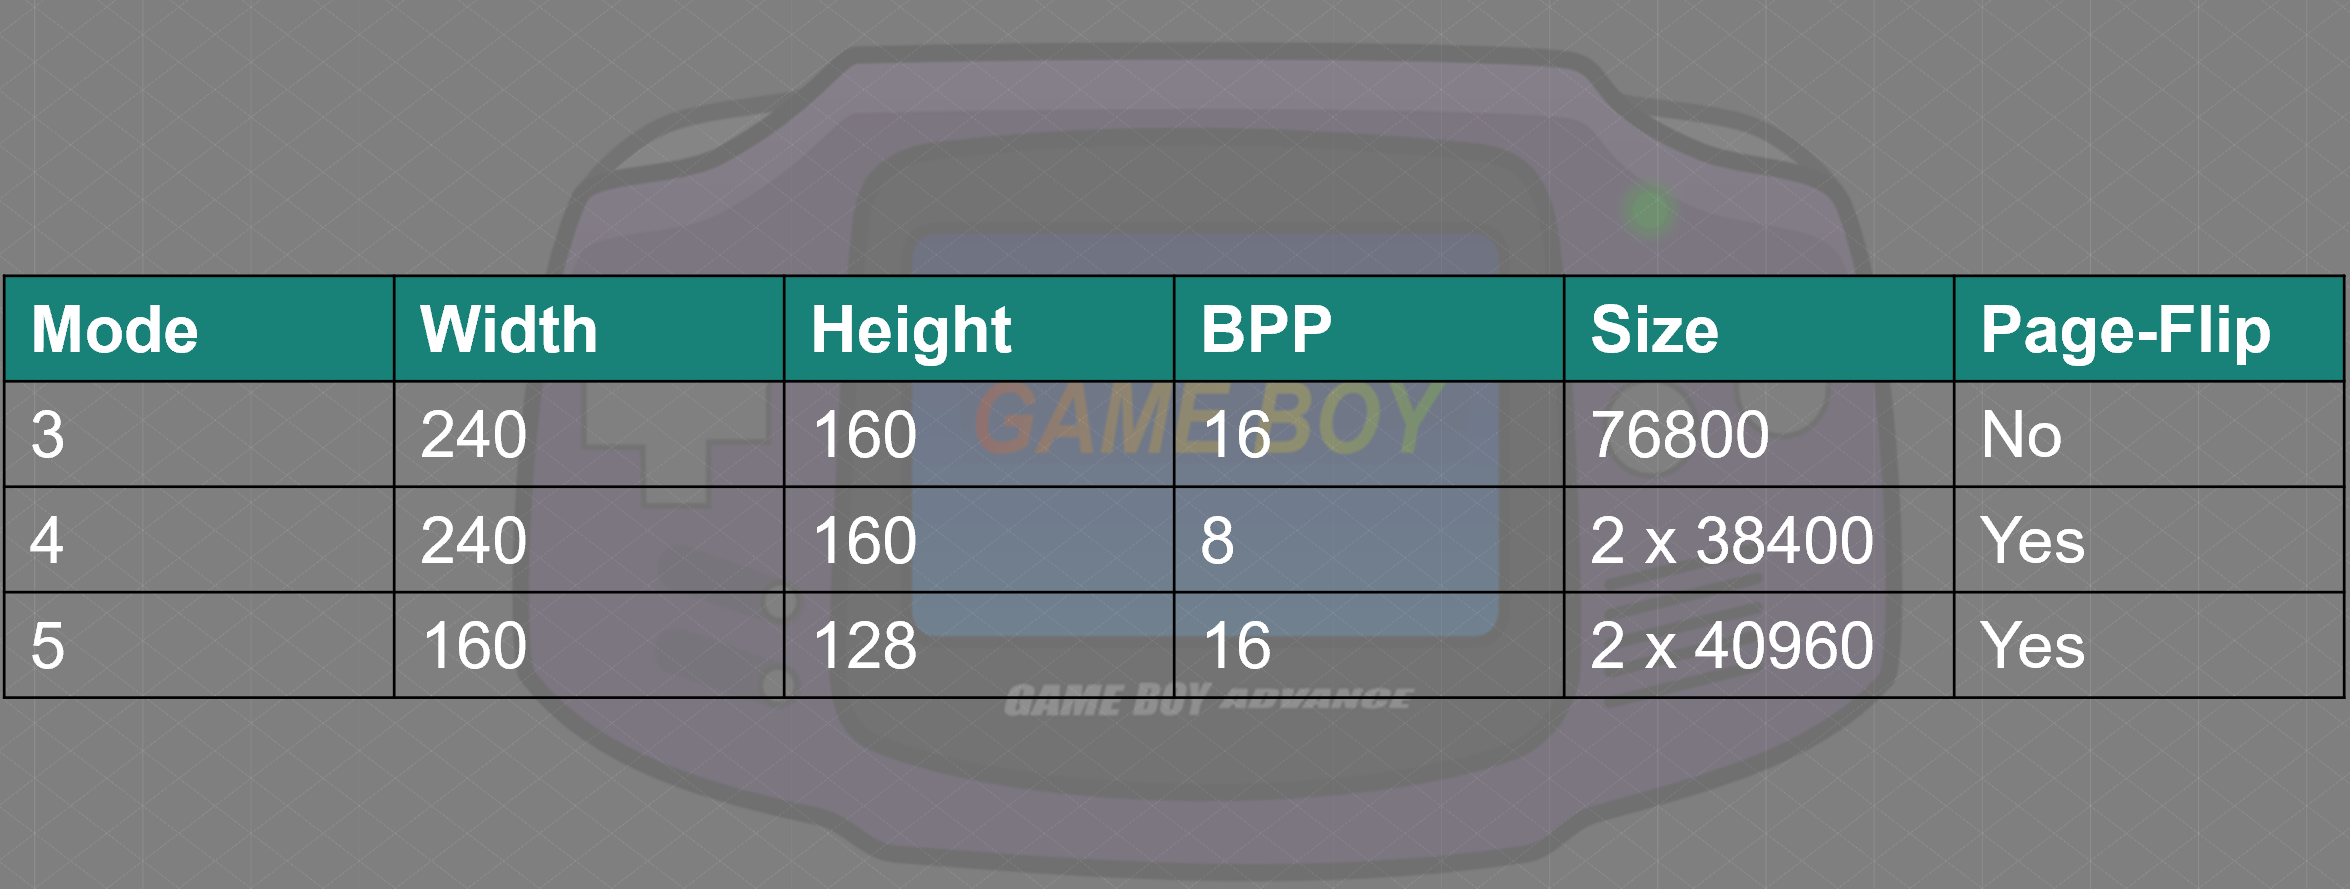 Mode Width Height BPP Size Page-Flip
3 240 160 16 76800 No
4 240 160 8 2 x 38400 Yes
5 160 128 16 2 x 40960 Yes
GAME BOY
GAME BOY ADVANCE